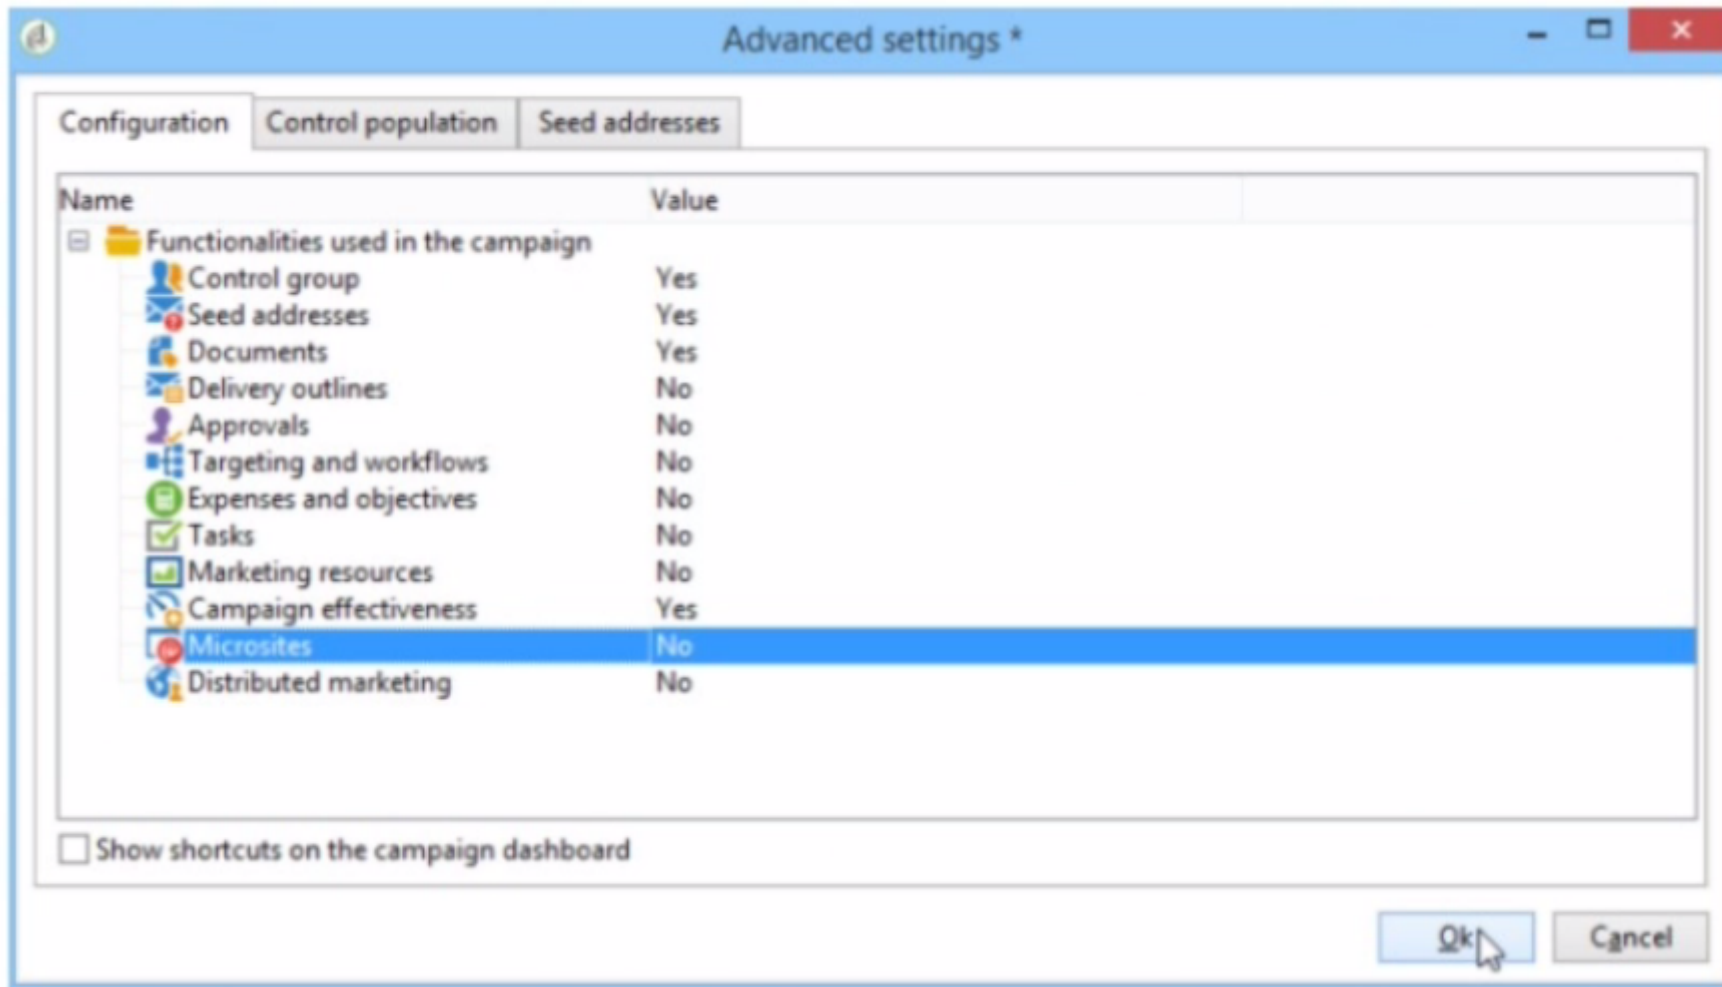 Advanced settings *
Configuration Control population Seed addresses
Name Value
Functionalities used in the campaign
Control group Yes
Seed addresses Yes
Documents Yes
Delivery outlines No
Approvals No
Targeting and workflows No
Expenses and objectives No
Tasks No
Marketing resources No
Campaign effectiveness Yes
Microsites No
Distributed marketing No
Show shortcuts on the campaign dashboard
Ok Cancel